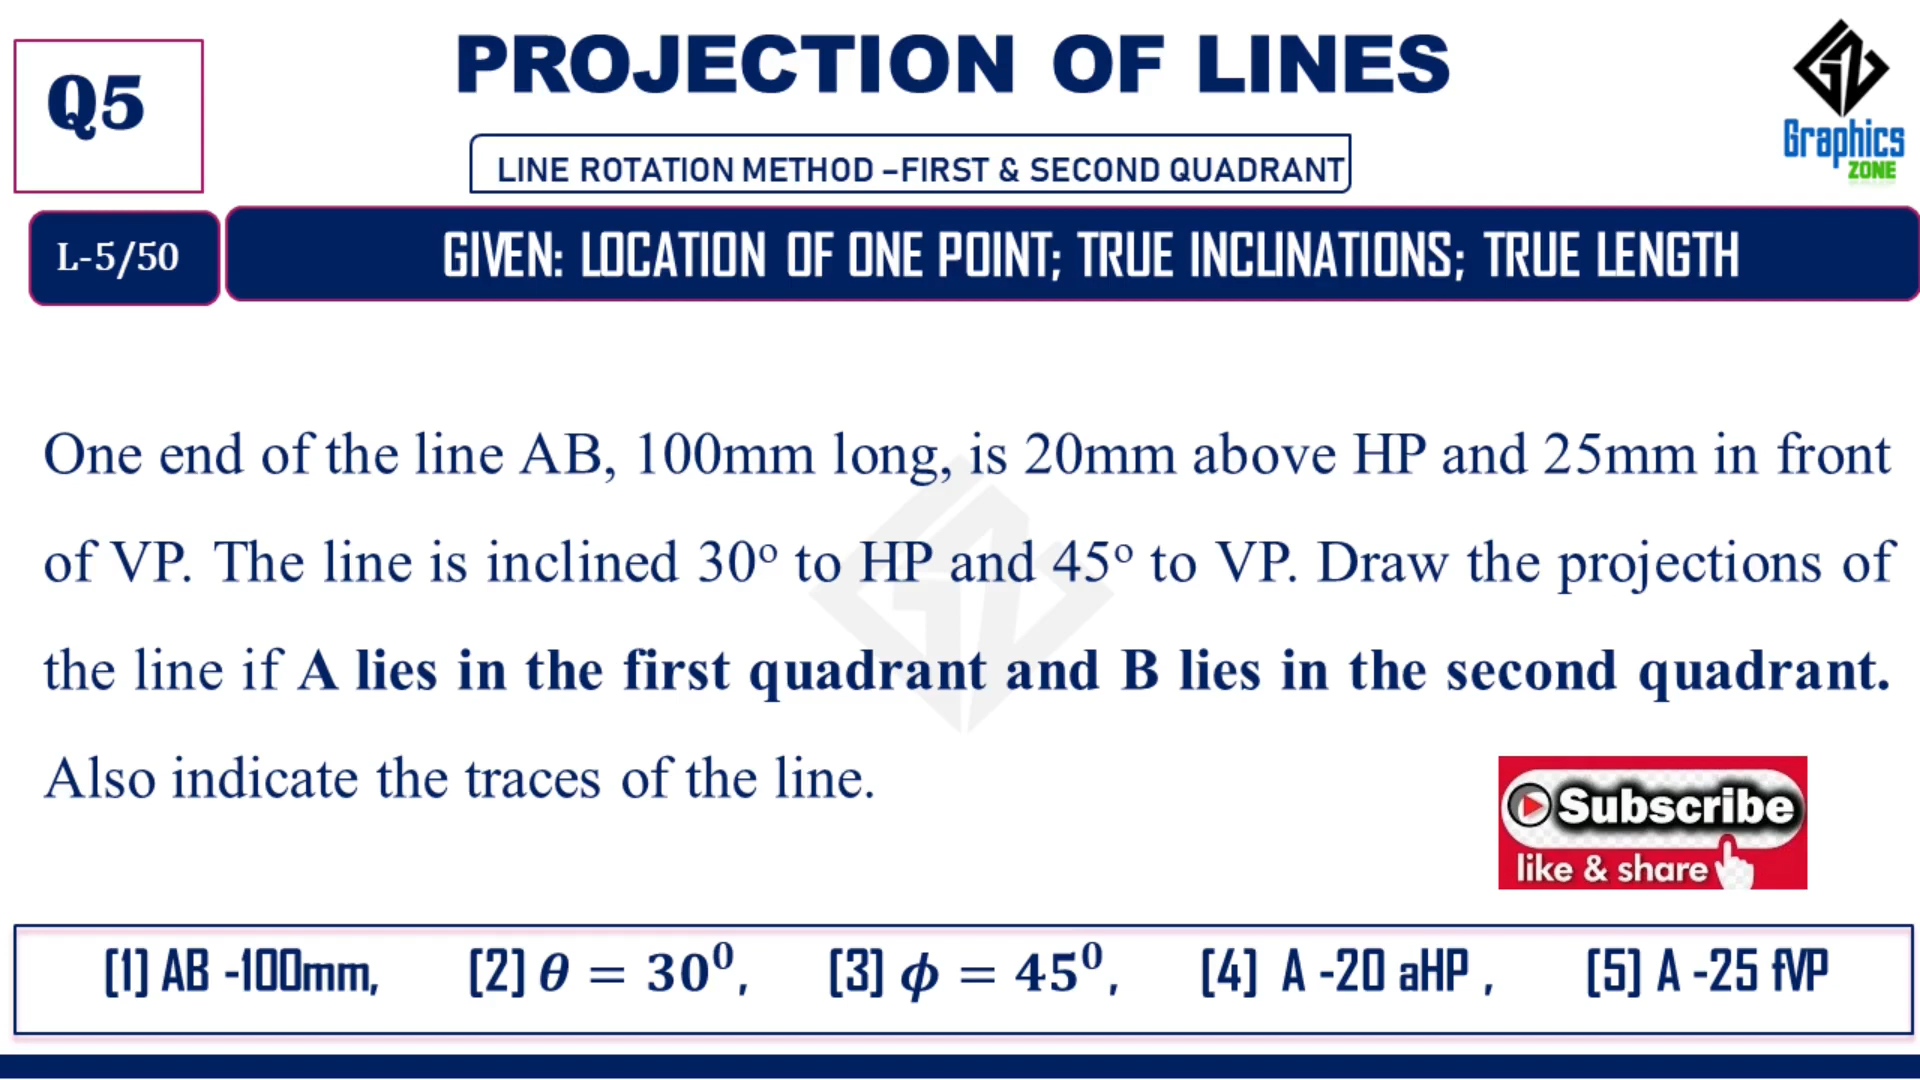 Q5
PROJECTION OF LINES
Graphics
ZONE
LINE ROTATION METHOD –FIRST & SECOND QUADRANT
L-5/50
GIVEN: LOCATION OF ONE POINT; TRUE INCLINATIONS; TRUE LENGTH
One end of the line AB, 100mm long, is 20mm above HP and 25mm in front
of VP. The line is inclined 30º to HP and 45º to VP. Draw the projections of
the line if A lies in the first quadrant and B lies in the second quadrant.
Also indicate the traces of the line.
Subscribe
like & share
[1] AB -100mm, [2] θ = 30⁰, [3] ϕ = 45⁰, [4] A -20 aHP , [5] A -25 fVP